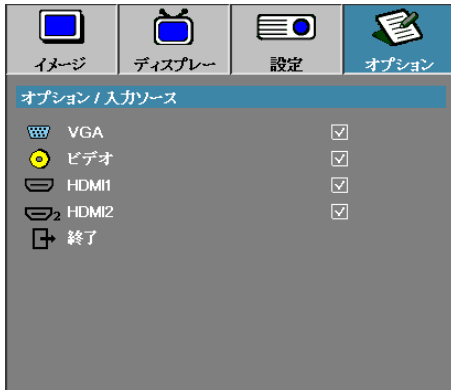 イメージ ディスプレー 設定 オプション
オプション / 入力ソース
VGA
ビデオ
HDMI1
2 HDMI2
終了